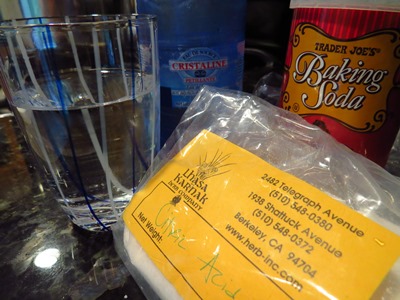 CRISTALINE
TRADER JOE'S
Baking
Soda
LHASA
KARNAK
HERB COMPANY
2482 Telegraph Avenue
(510) 548-0380
1938 Shattuck Avenue
(510) 548-0372
Berkeley, CA 94704
www.herb-inc.com
Net Weight:
Citric Acid